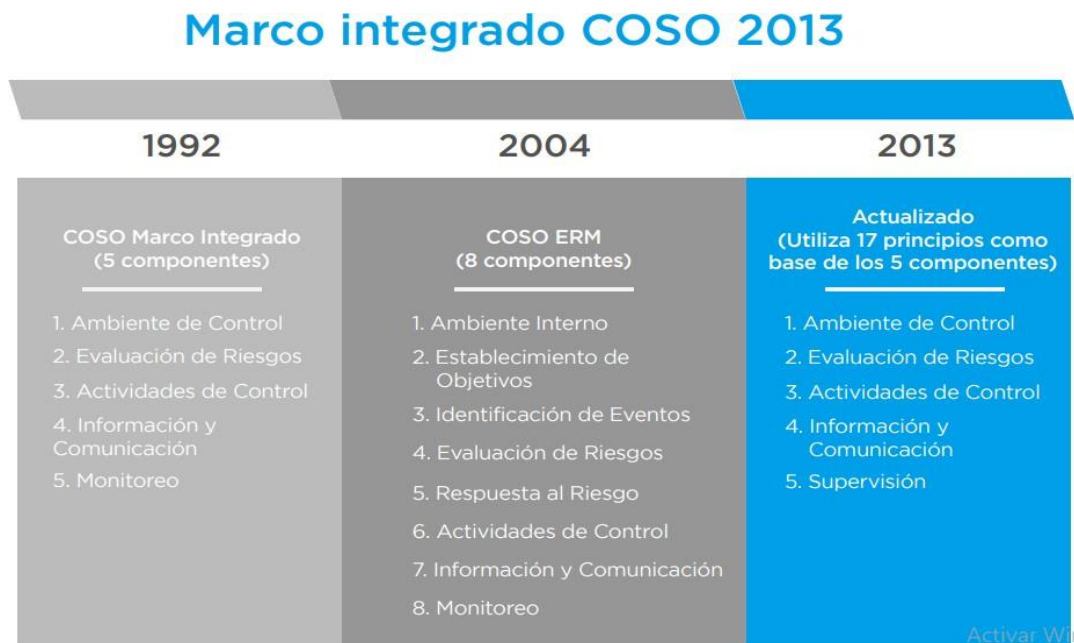 Marco integrado COSO 2013
1992
2004
2013
COSO Marco Integrado
(5 componentes)
1. Ambiente de Control
2. Evaluación de Riesgos
3. Actividades de Control
4. Información y
Comunicación
5. Monitoreo
COSO ERM
(8 componentes)
1. Ambiente Interno
2. Establecimiento de
Objetivos
3. Identificación de Eventos
4. Evaluación de Riesgos
5. Respuesta al Riesgo
6. Actividades de Control
7. Información y Comunicación
8. Monitoreo
Actualizado
(Utiliza 17 principios como
base de los 5 componentes)
1. Ambiente de Control
2. Evaluación de Riesgos
3. Actividades de Control
4. Información y
Comunicación
5. Supervisión
Activar Wi